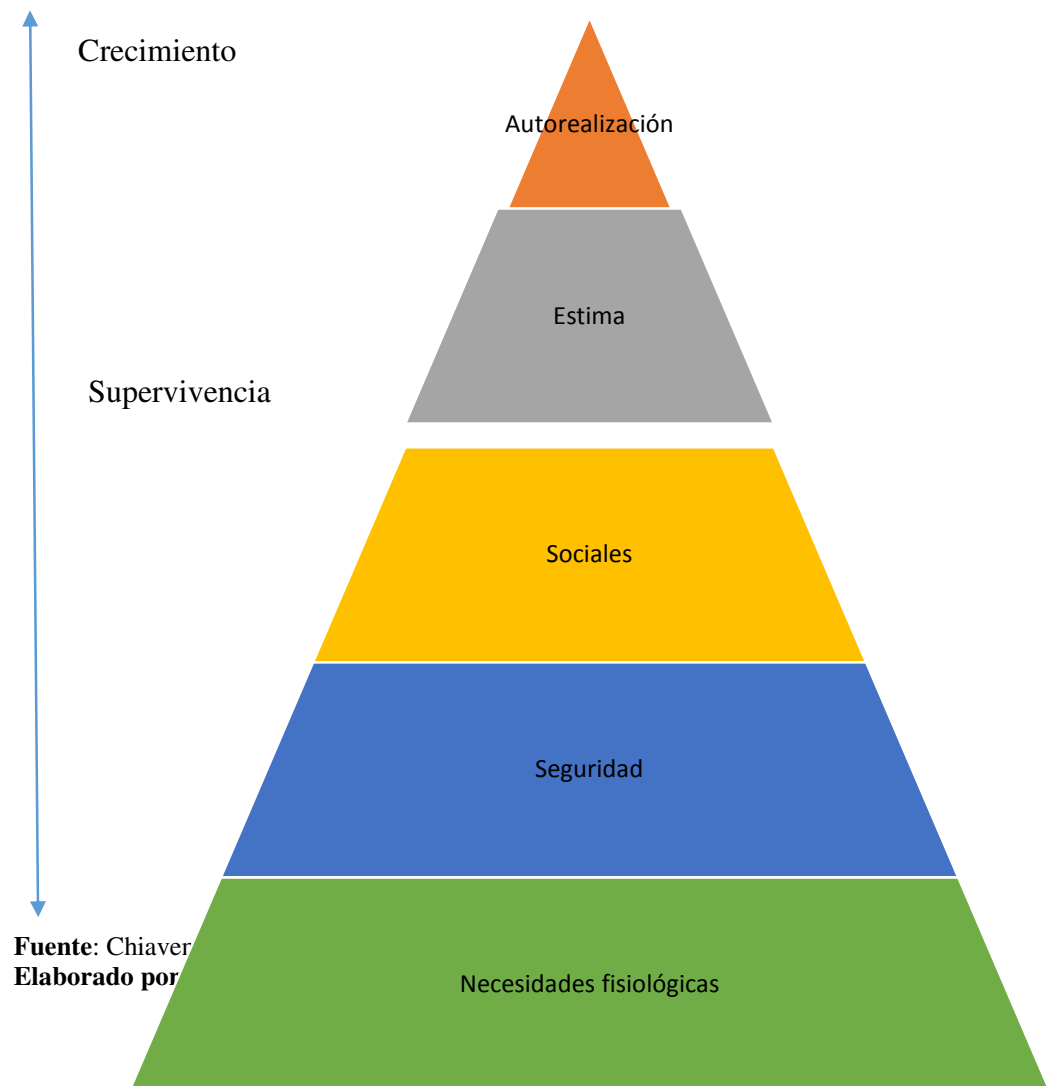 Crecimiento
Autorealización
Estima
Supervivencia
Sociales
Seguridad
Fuente: Chiaver
Elaborado por
Necesidades fisiológicas